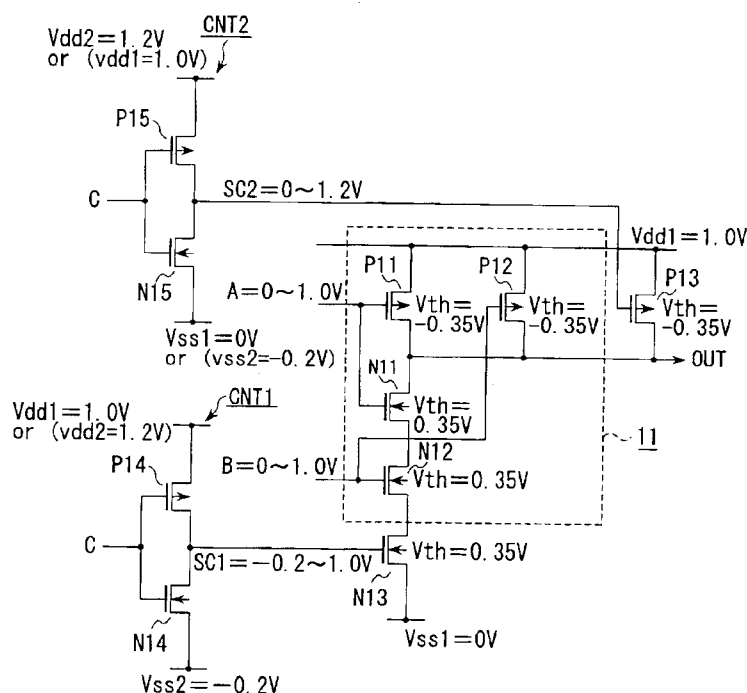 CNT2
Vdd2=1.2V
or (vdd1=1.0V)
P15
C
SC2=0~1.2V
N15
Vss1=0V
or (vss2=-0.2V)
Vdd1=1.0V
P11
P12
P13
A=0~1.0V
Vth=
-0.35V
Vth=
-0.35V
Vth=
-0.35V
OUT
N11
Vth=
0.35V
11
CNT1
Vdd1=1.0V
or (vdd2=1.2V)
P14
B=0~1.0V
N12
Vth=0.35V
C
SC1=-0.2~1.0V
Vth=0.35V
N13
N14
Vss1=0V
Vss2=-0.2V